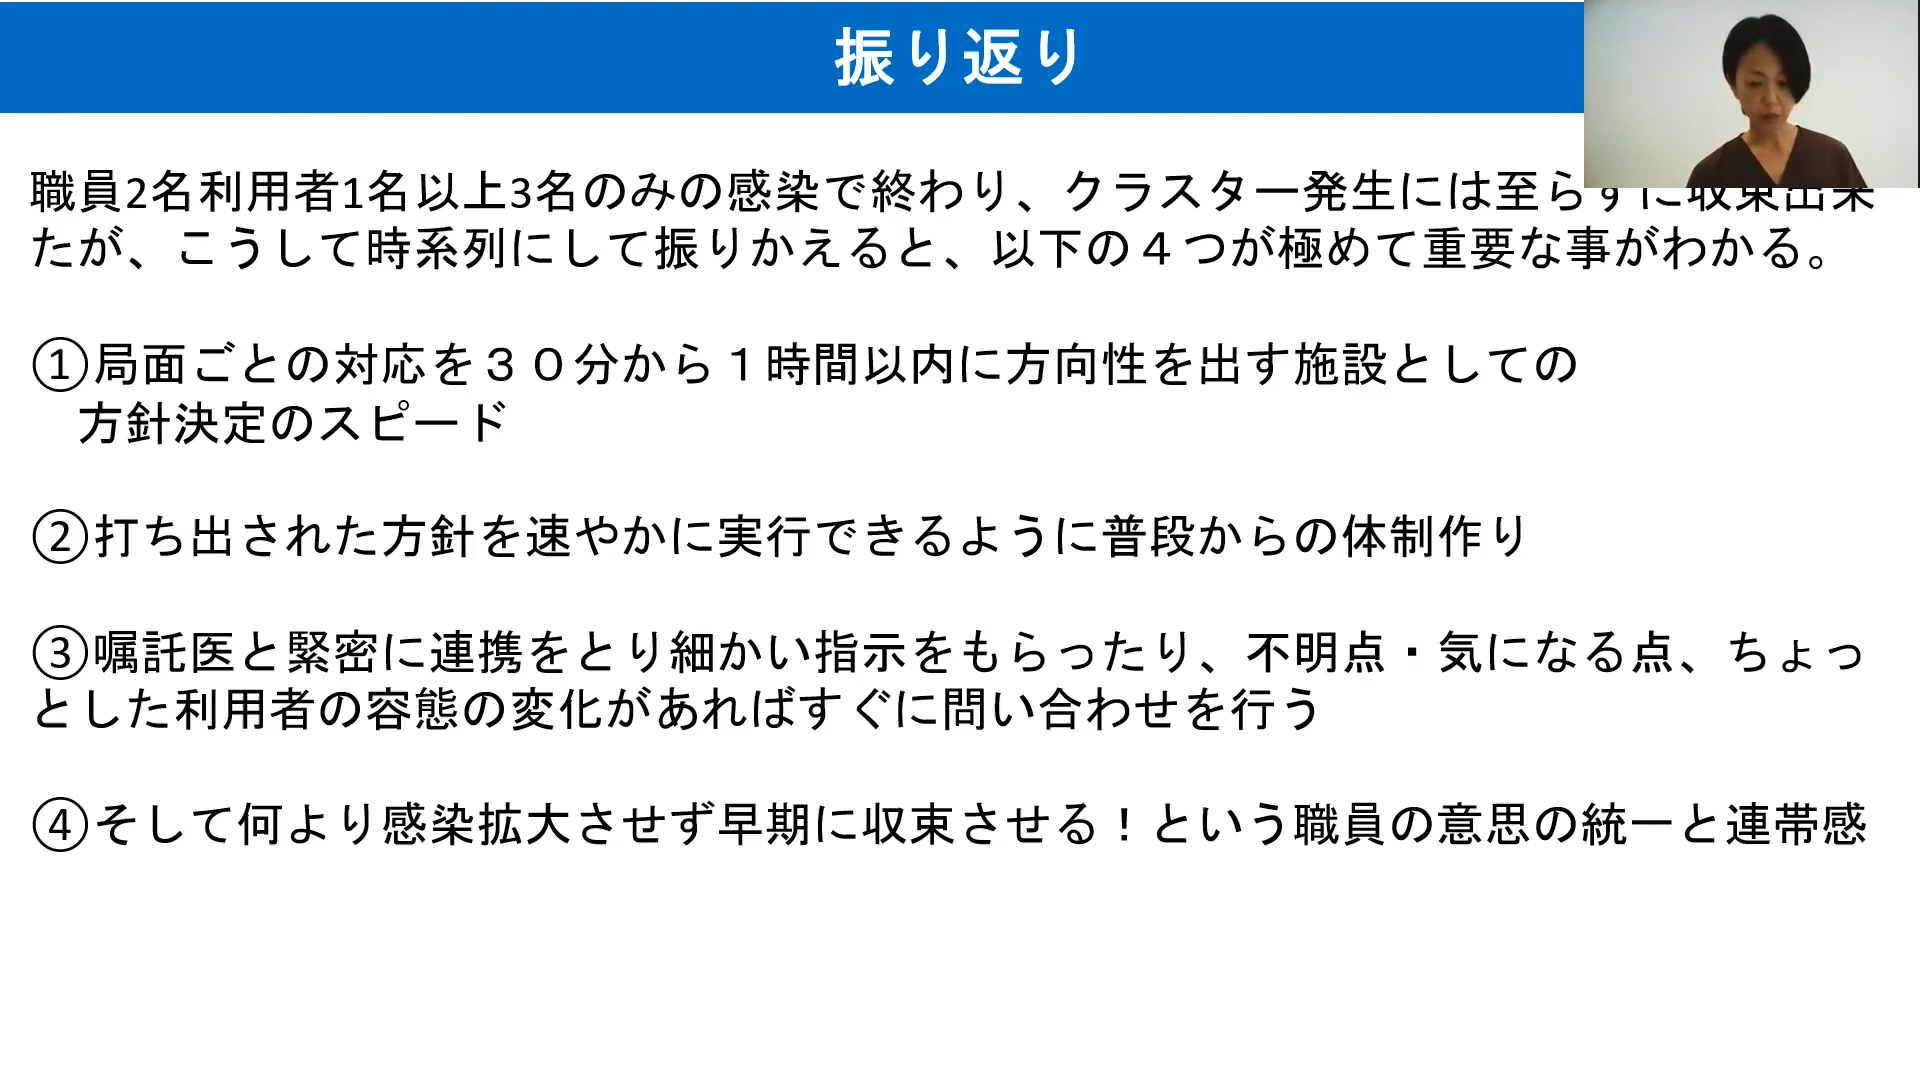 振り返り
職員2名利用者1名以上3名のみの感染で終わり、クラスター発生には至らずに収束出来
たが、こうして時系列にして振りかえると、以下の４つが極めて重要な事がわかる。
①局面ごとの対応を３０分から１時間以内に方向性を出す施設としての
方針決定のスピード
②打ち出された方針を速やかに実行できるように普段からの体制作り
③嘱託医と緊密に連携をとり細かい指示をもらったり、不明点・気になる点、ちょっ
とした利用者の容態の変化があればすぐに問い合わせを行う
④そして何より感染拡大させず早期に収束させる！という職員の意思の統一と連帯感